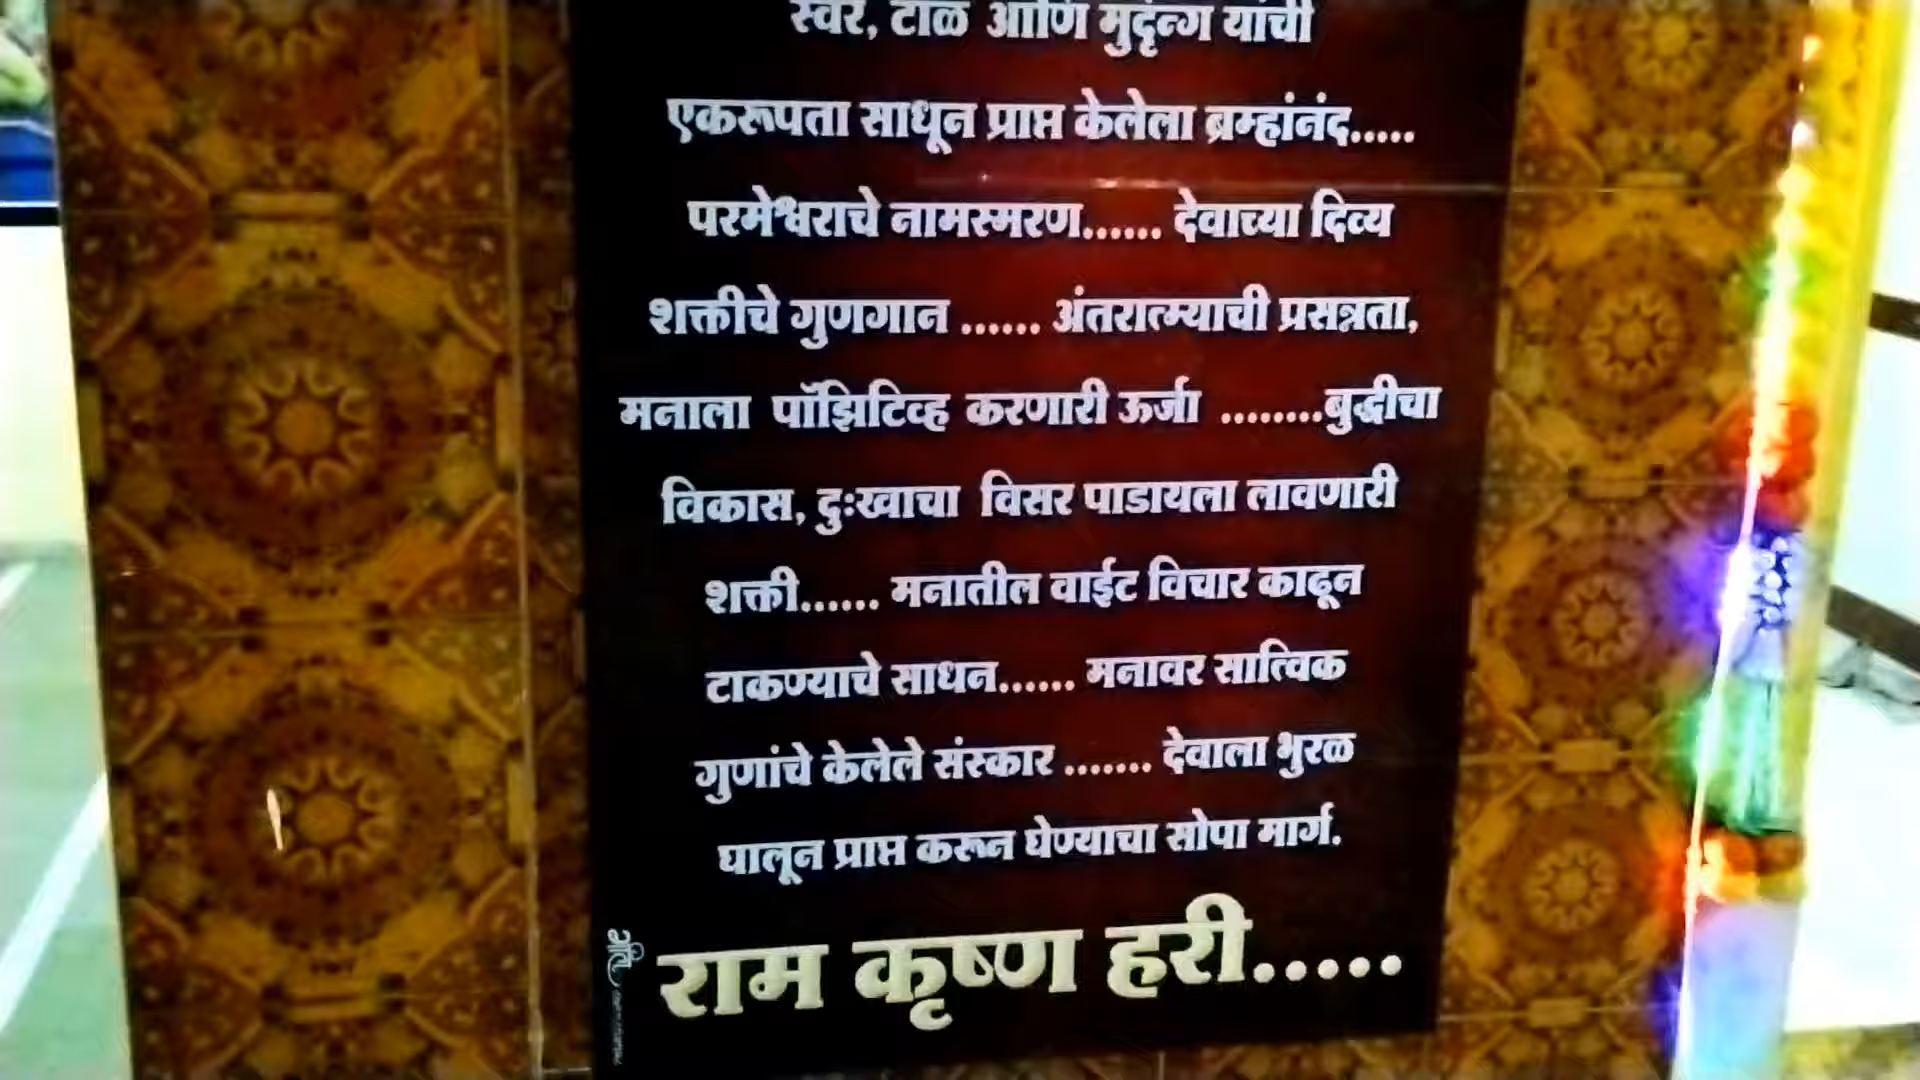 स्वर, टाळ आणि मुदृंन्ग यांची
एकरूपता साधून प्राप्त केलेला ब्रम्हांनंद.....
परमेश्वराचे नामस्मरण...... देवाच्या दिव्य
शक्तीचे गुणगान ...... अंतरात्म्याची प्रसन्नता,
मनाला पॉझिटिव्ह करणारी ऊर्जा ........बुद्धीचा
विकास, दुःखाचा विसर पाडायला लावणारी
शक्ती...... मनातील वाईट विचार काढून
टाकण्याचे साधन...... मनावर सात्विक
गुणांचे केलेले संस्कार ....... देवाला भुरळ
घालून प्राप्त करून घेण्याचा सोपा मार्ग.
राम कृष्ण हरी.....